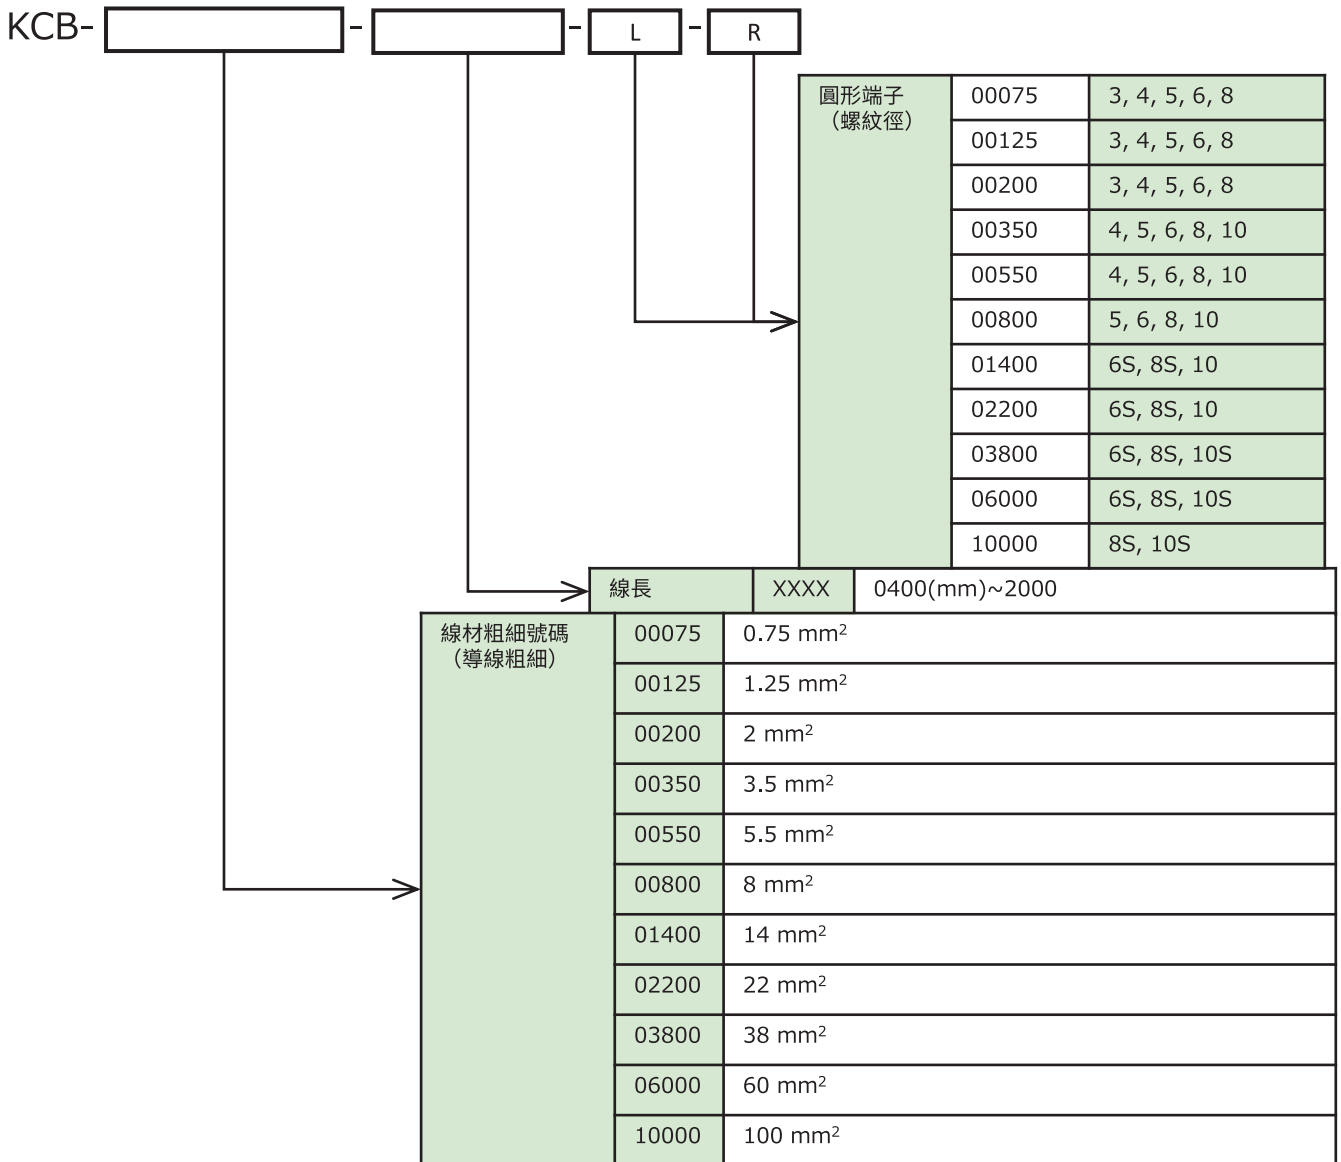 KCB- - - L - R
圓形端子
（螺紋徑）
00075 3, 4, 5, 6, 8
00125 3, 4, 5, 6, 8
00200 3, 4, 5, 6, 8
00350 4, 5, 6, 8, 10
00550 4, 5, 6, 8, 10
00800 5, 6, 8, 10
01400 6S, 8S, 10
02200 6S, 8S, 10
03800 6S, 8S, 10S
06000 6S, 8S, 10S
10000 8S, 10S
線長 XXXX 0400(mm)~2000
線材粗細號碼
（導線粗細）
00075 0.75 mm²
00125 1.25 mm²
00200 2 mm²
00350 3.5 mm²
00550 5.5 mm²
00800 8 mm²
01400 14 mm²
02200 22 mm²
03800 38 mm²
06000 60 mm²
10000 100 mm²